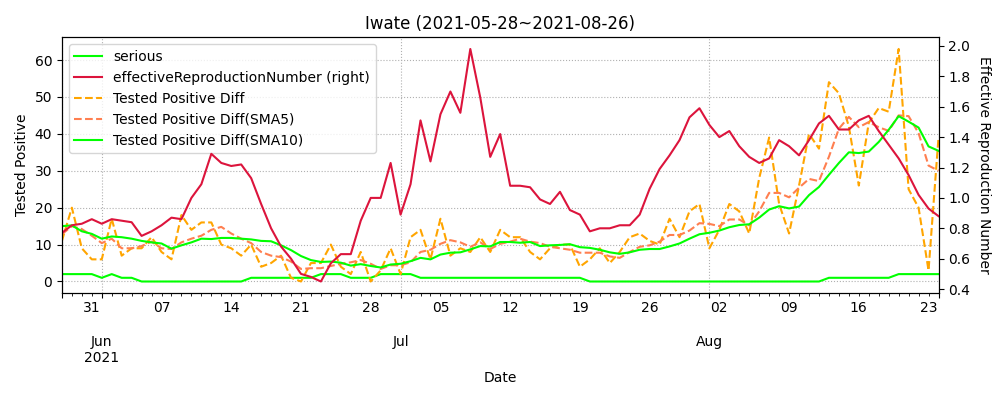 Iwate (2021-05-28~2021-08-26)
serious
effectiveReproductionNumber (right)
Tested Positive Diff
Tested Positive Diff(SMA5)
Tested Positive Diff(SMA10)
Tested Positive
60
50
40
30
20
10
0
2.0
1.8
1.6
1.4
1.2
1.0
0.8
0.6
0.4
Effective Reproduction Number
31 07 14 21 28 05 12 19 26 02 09 16 23
Jun Jul Aug
2021
Date